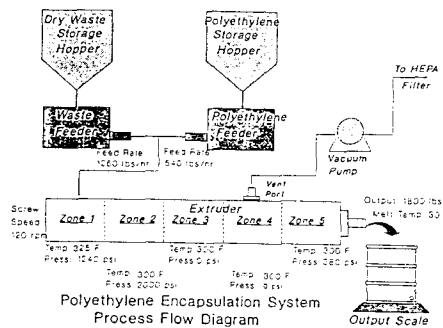 Dry Waste
Storage
Hopper
Polyethylene
Storage
Hopper
To HEPA
Filter
Waste
Feeder
Polyethylene
Feeder
Feed Rate
1260 lbs/hr
Feed Rate
540 lbs/hr
Vacuum
Pump
Vent
Port
Extruder
Output: 1800 lbs
Melt Temp: 30
Screw
Speed
120 rpm
Zone 1
Zone 2
Zone 3
Zone 4
Zone 5
Temp: 325 F
Press: 1240 psi
Temp: 300 F
Press: 0 psi
Temp: 300 F
Press: 280 psi
Temp: 300 F
Press: 2000 psi
Temp: 300 F
Press: 0 psi
Polyethylene Encapsulation System
Process Flow Diagram
Output Scale